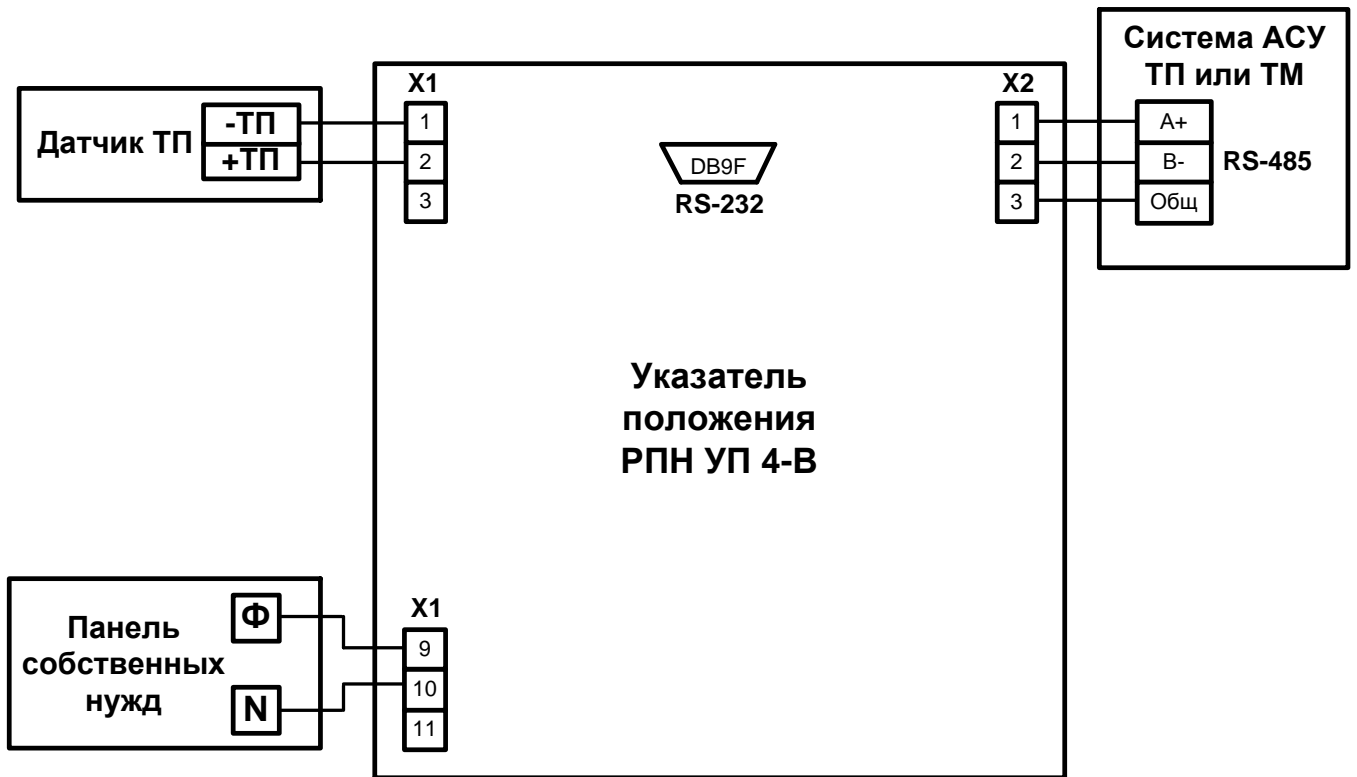 Датчик ТП
-ТП
+ТП
X1
1
2
3
DB9F
RS-232
X2
1
2
3
Система АСУ
ТП или ТМ
A+
B-
Общ
RS-485
Указатель
положения
РПН УП 4-В
Панель
собственных
нужд
Ф
N
X1
9
10
11